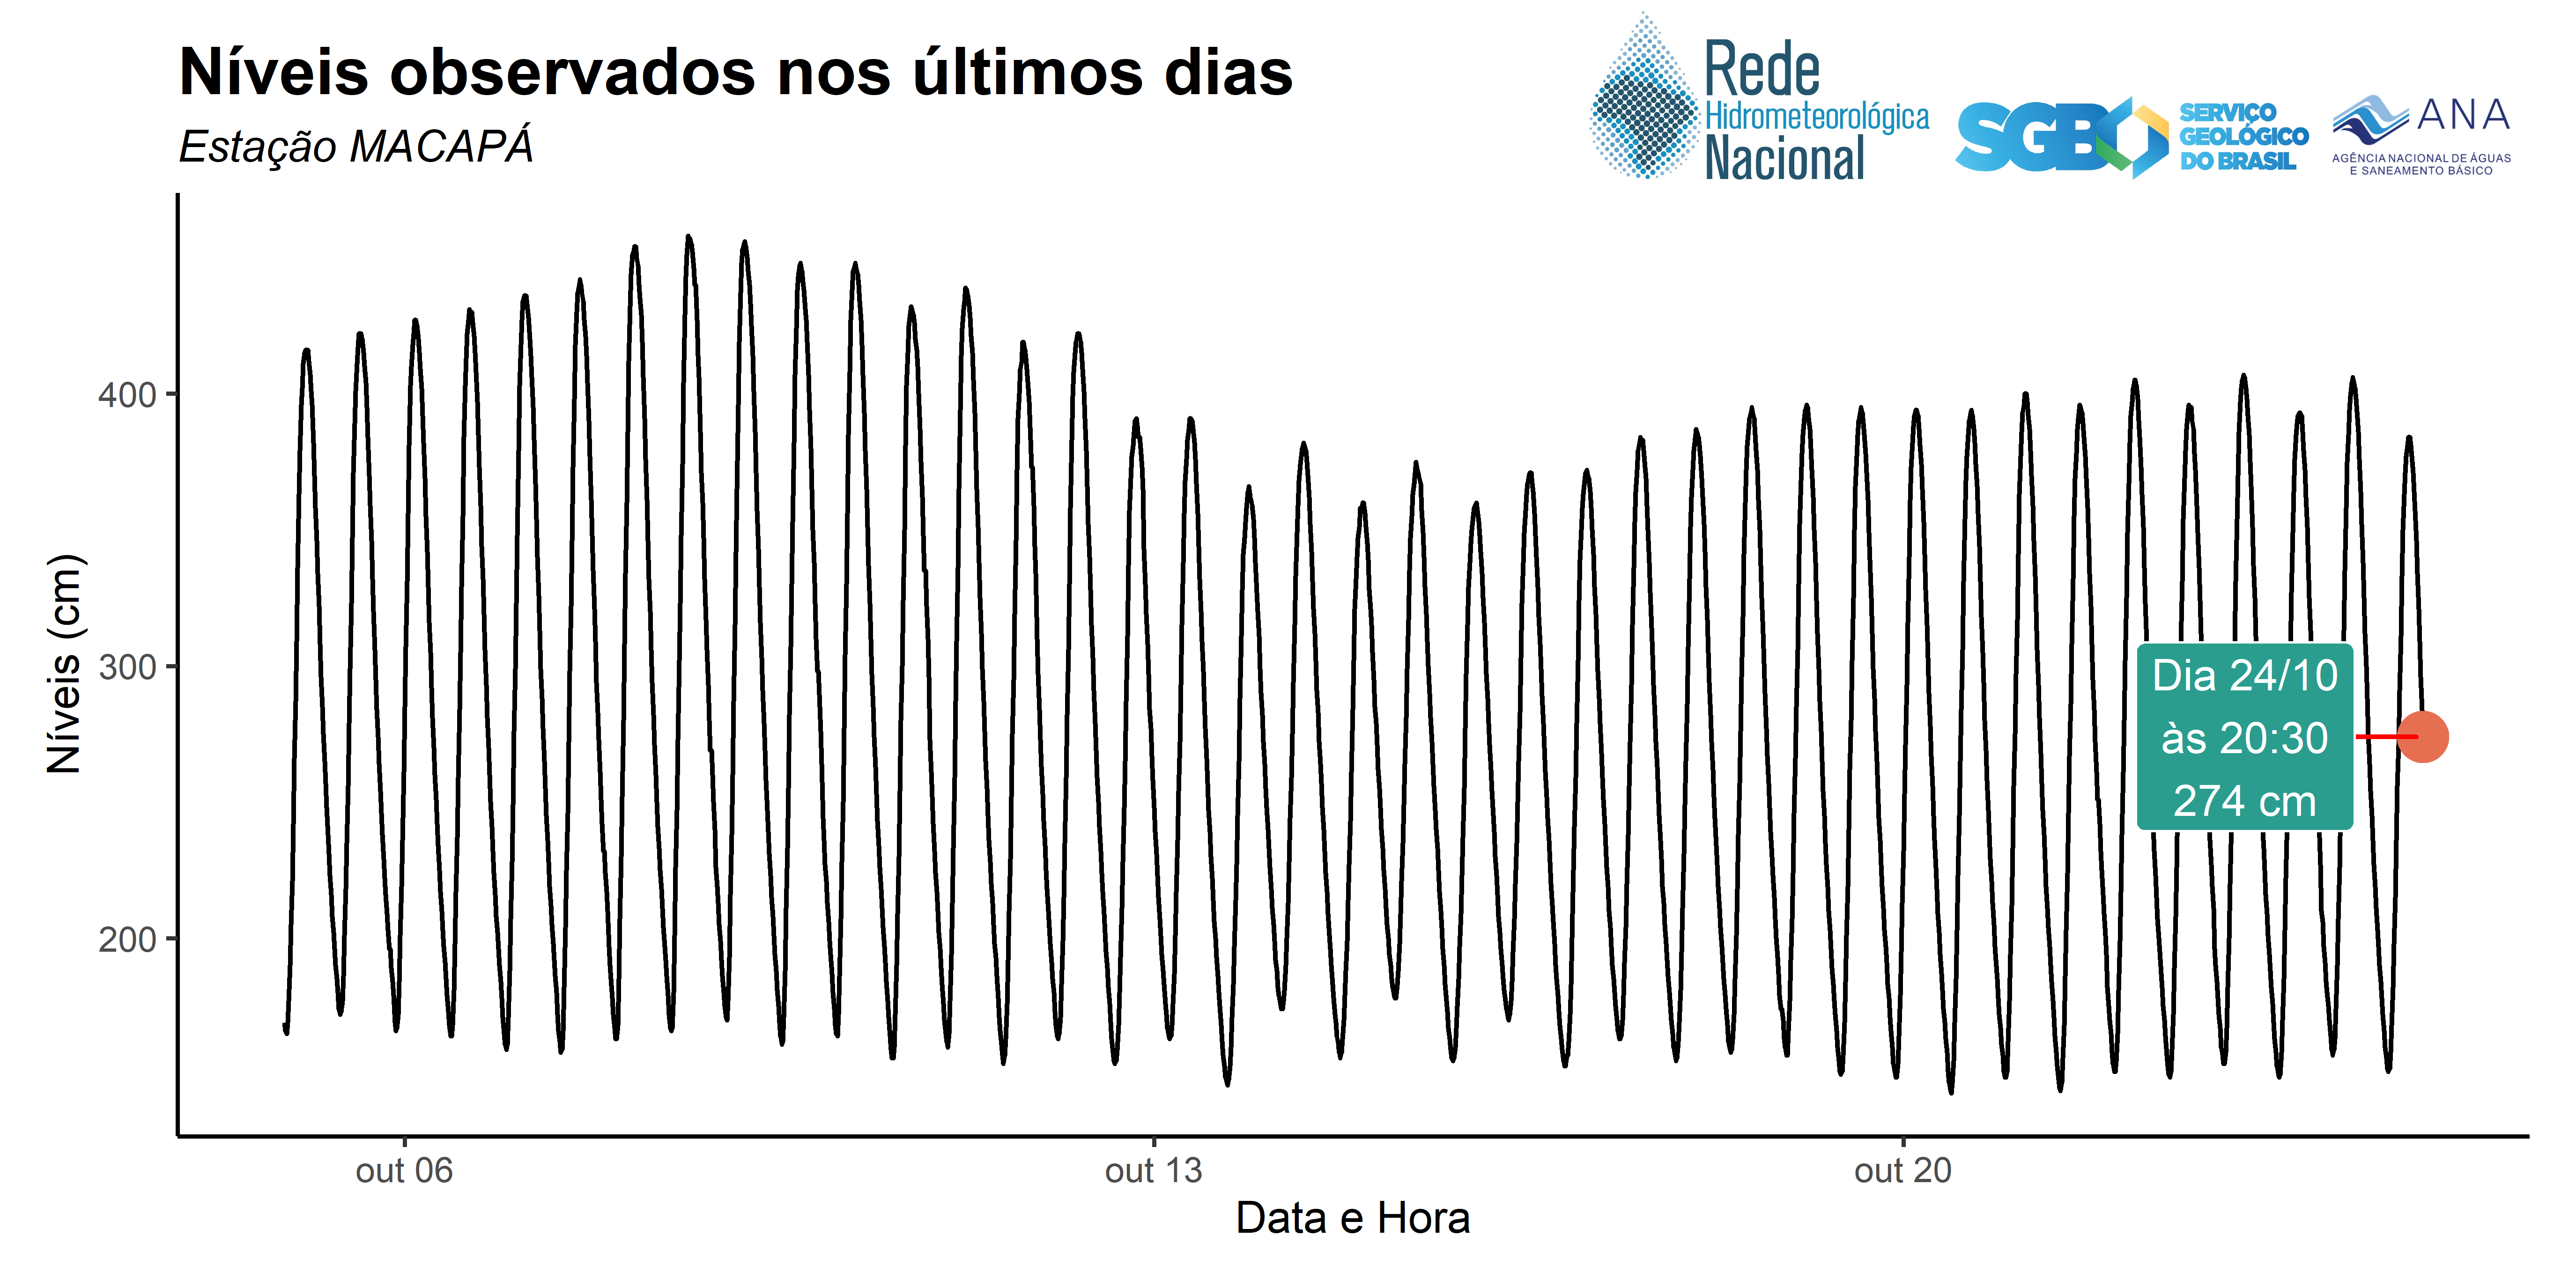 Níveis observados nos últimos dias
Estação MACAPÁ
Rede
Hidrometeorológica
Nacional
SGB
SERVIÇO
GEOLÓGICO
DO BRASIL
ANA
AGÊNCIA NACIONAL DE ÁGUAS
E SANEAMENTO BÁSICO
Níveis (cm)
400
300
200
Dia 24/10
às 20:30
274 cm
out 06
out 13
out 20
Data e Hora